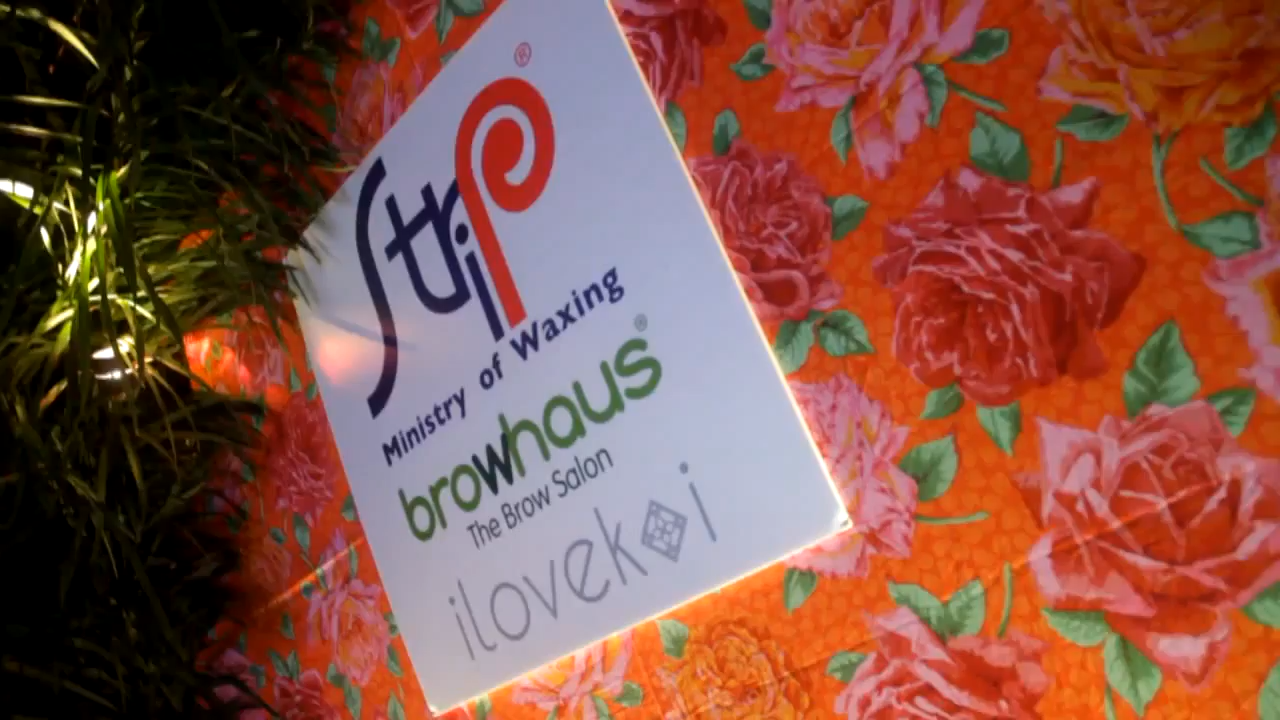 Strip®
Ministry of Waxing
browhaus®
The Brow Salon
ilovekoi